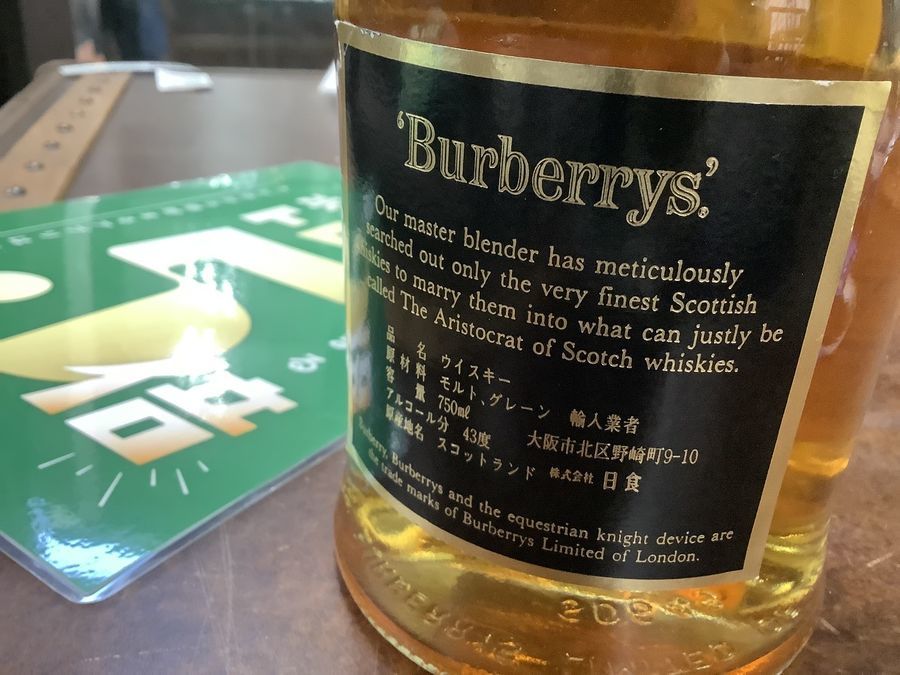 'Burberrys'®
Our master blender has meticulously
searched out only the very finest Scottish
whiskies to marry them into what can justly be
called The Aristocrat of Scotch whiskies.
品名 ウイスキー
原材料 モルト、グレーン
容量 750mℓ
アルコール分 43度
原産地名 スコットランド
輸入業者
大阪市北区野崎町9-10
株式会社 日食
Burberry, Burberrys and the equestrian knight device are
the trade marks of Burberrys Limited of London.